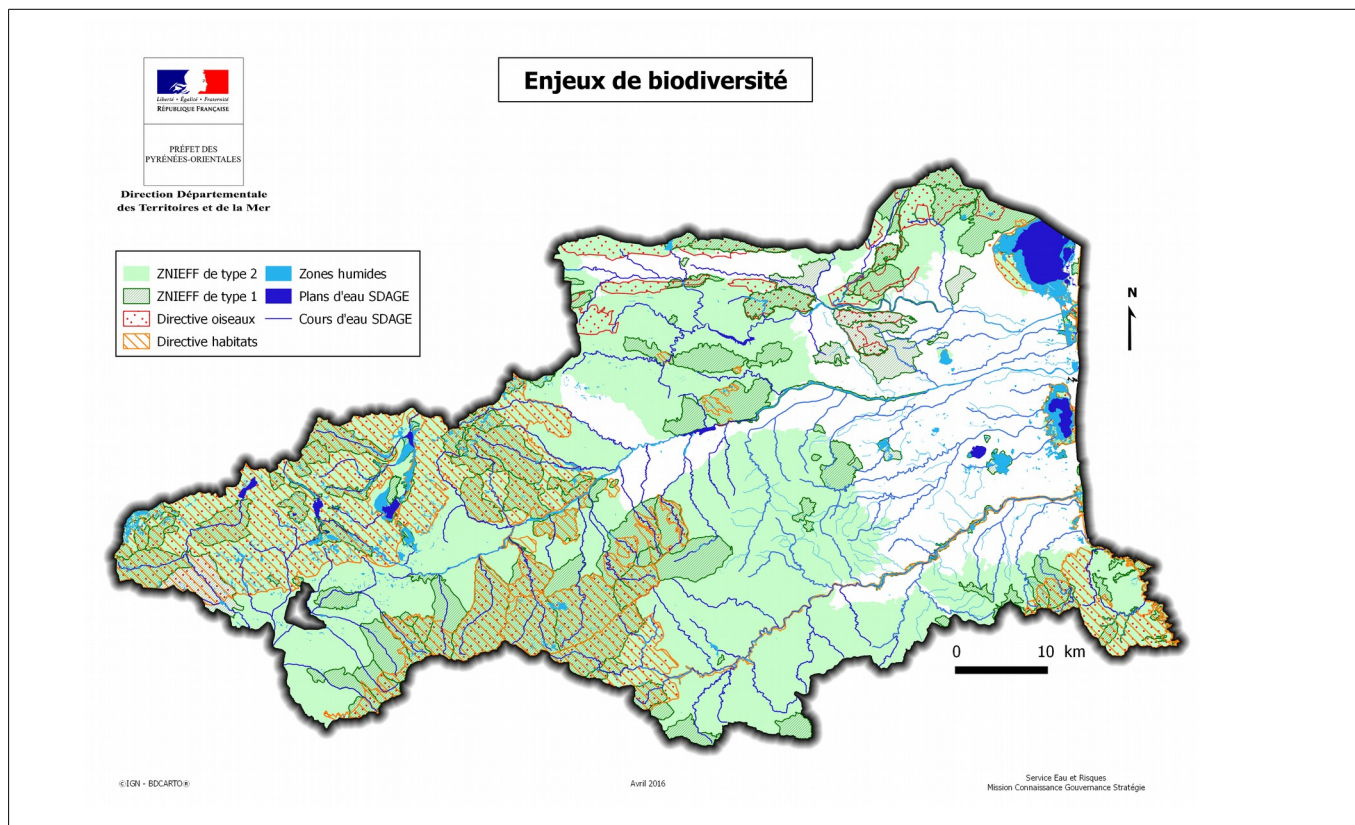 Enjeux de biodiversité
Liberté • Égalité • Fraternité
RÉPUBLIQUE FRANÇAISE
PRÉFET DES
PYRÉNÉES-ORIENTALES
Direction Départementale
des Territoires et de la Mer
ZNIEFF de type 2
ZNIEFF de type 1
Directive oiseaux
Directive habitats
Zones humides
Plans d'eau SDAGE
Cours d'eau SDAGE
N
0 10 km
©IGN - BDCARTO®
Avril 2016
Service Eau et Risques
Mission Connaissance Gouvernance Stratégie